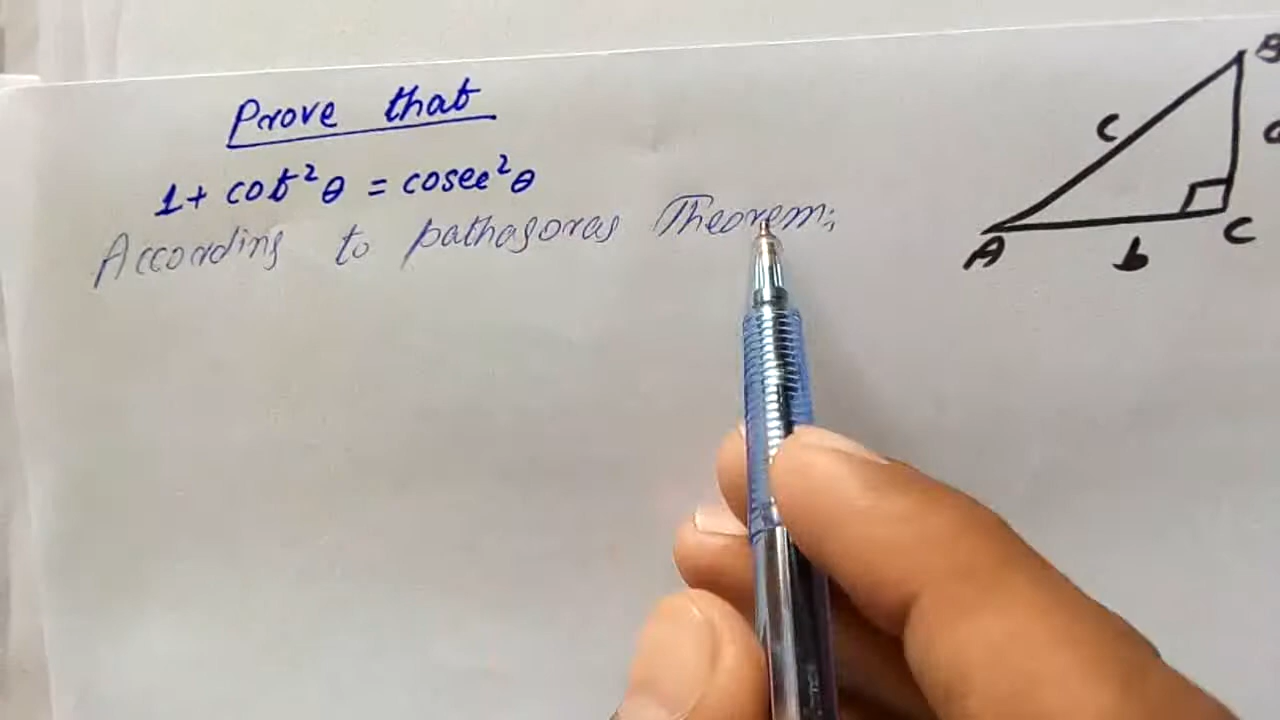 Prove that
1 + cot²θ = cosec²θ
According to pathagoras Theorem;
B
c
a
A
b
C